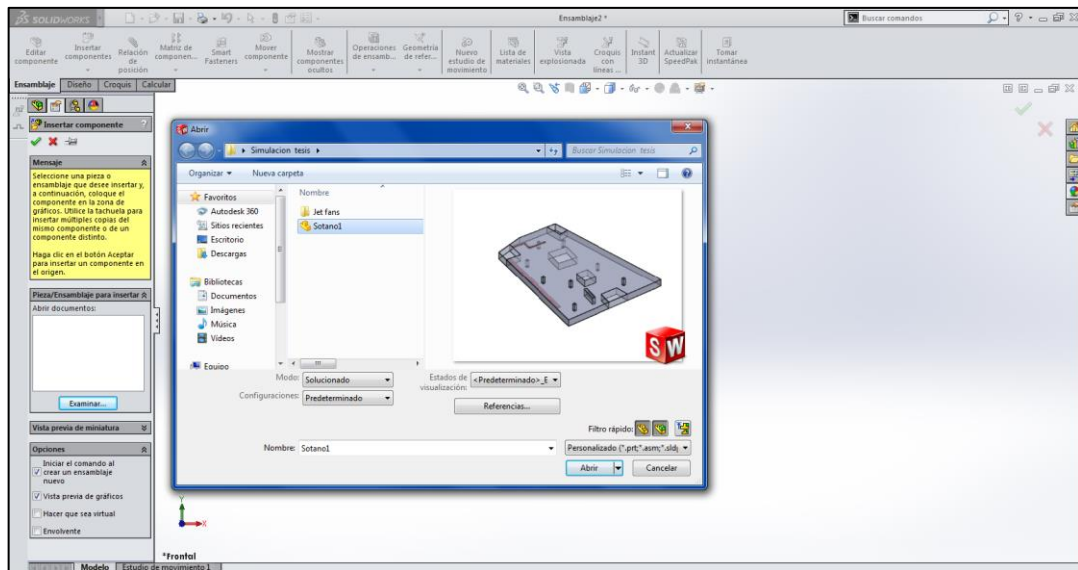 SOLIDWORKS
Ensamblaje2 *
Buscar comandos
Editar
componente
Insertar
componentes
Relación
de
posición
Matriz de
componen...
Smart
Fasteners
Mover
componente
Mostrar
componentes
ocultos
Operaciones
de ensamb...
Geometría
de refer...
Nuevo
estudio de
movimiento
Lista de
materiales
Vista
explosionada
Croquis
con
líneas ...
Instant
3D
Actualizar
SpeedPak
Tomar
instantánea
Ensamblaje Diseño Croquis Calcular
Insertar componente ?
Mensaje
Seleccione una pieza o
ensamblaje que desee insertar y,
a continuación, coloque el
componente en la zona de
gráficos. Utilice la tachuela para
insertar múltiples copias del
mismo componente o de un
componente distinto.
Haga clic en el botón Aceptar
para insertar un componente en
el origen.
Pieza/Ensamblaje para insertar
Abrir documentos:
Examinar...
Vista previa de miniatura
Opciones
Iniciar el comando al
crear un ensamblaje
nuevo
Vista previa de gráficos
Hacer que sea virtual
Envolvente
Abrir
Simulacion tesis
Buscar Simulacion tesis
Organizar Nueva carpeta
Favoritos
Autodesk 360
Sitios recientes
Escritorio
Descargas
Bibliotecas
Documentos
Imágenes
Música
Vídeos
Equipo
Nombre
Jet fans
Sotano1
SW
Modo: Solucionado
Configuraciones: Predeterminado
Estados de
visualización:
<Predeterminado>_E
Referencias...
Filtro rápido:
Nombre: Sotano1
Personalizado (*.prt;*.asm;*.sld;
Abrir Cancelar
Y
X
*Frontal
Modelo Estudio de movimiento 1